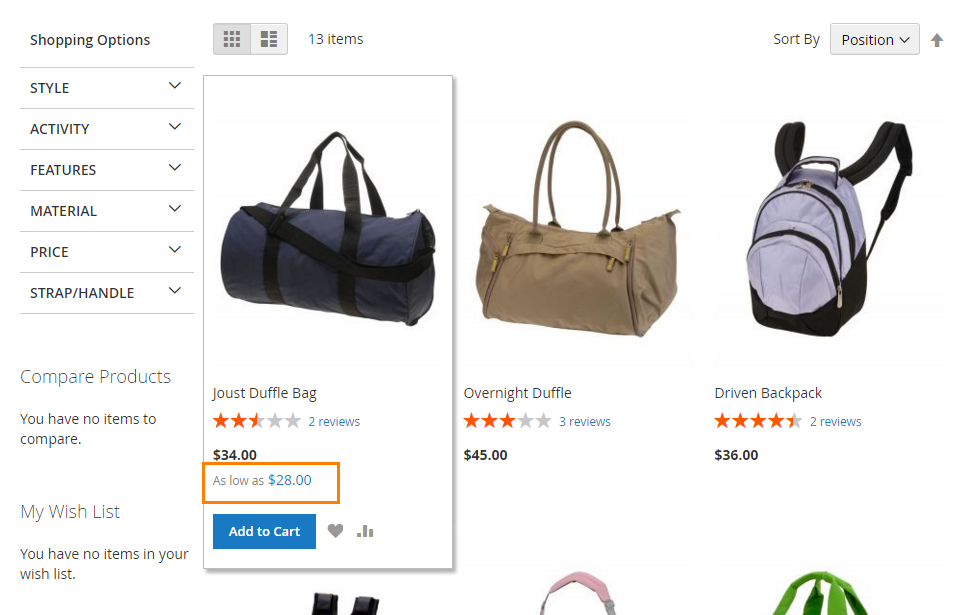 Shopping Options
13 items
Sort By
Position
STYLE
ACTIVITY
FEATURES
MATERIAL
PRICE
STRAP/HANDLE
Compare Products
You have no items to
compare.
My Wish List
You have no items in your
wish list.
Joust Duffle Bag
2 reviews
$34.00
As low as $28.00
Add to Cart
Overnight Duffle
3 reviews
$45.00
Driven Backpack
2 reviews
$36.00